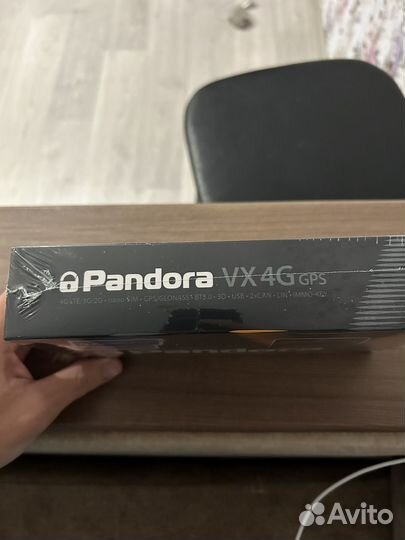 Pandora VX 4G GPS
4G LTE/3G/2G • nano-SIM • GPS/GLONASS • BT5.0 • 3D • USB • 2xCAN • LIN • IMMO-KEY
Avito